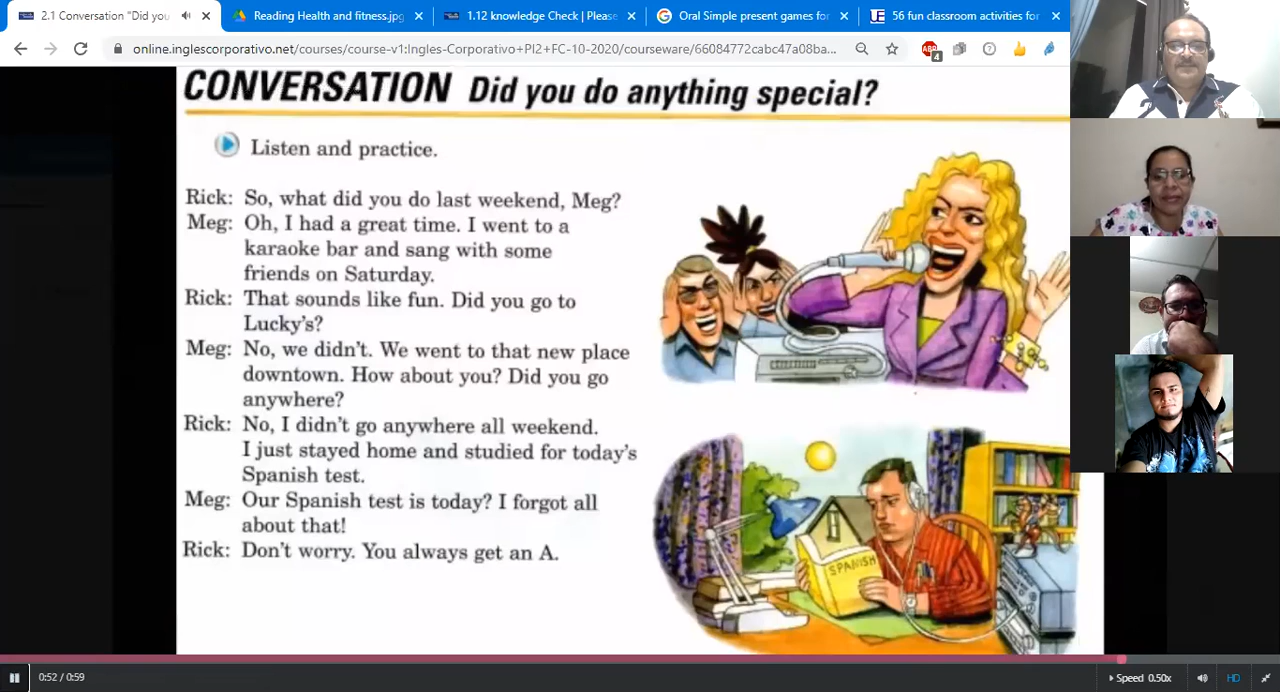 2.1 Conversation “Did you
Reading Health and fitness.jpg
1.12 knowledge Check | Please
Oral Simple present games for
56 fun classroom activities for
online.inglescorporativo.net/courses/course-v1:Ingles-Corporativo+PI2+FC-10-2020/courseware/66084772cabc47a08ba...
ABP
4
CONVERSATION Did you do anything special?
Listen and practice.
Rick: So, what did you do last weekend, Meg?
Meg: Oh, I had a great time. I went to a
karaoke bar and sang with some
friends on Saturday.
Rick: That sounds like fun. Did you go to
Lucky's?
Meg: No, we didn't. We went to that new place
downtown. How about you? Did you go
anywhere?
Rick: No, I didn't go anywhere all weekend.
I just stayed home and studied for today's
Spanish test.
Meg: Our Spanish test is today? I forgot all
about that!
Rick: Don't worry. You always get an A.
SPANISH
0:52 / 0:59
Speed 0.50x
HD